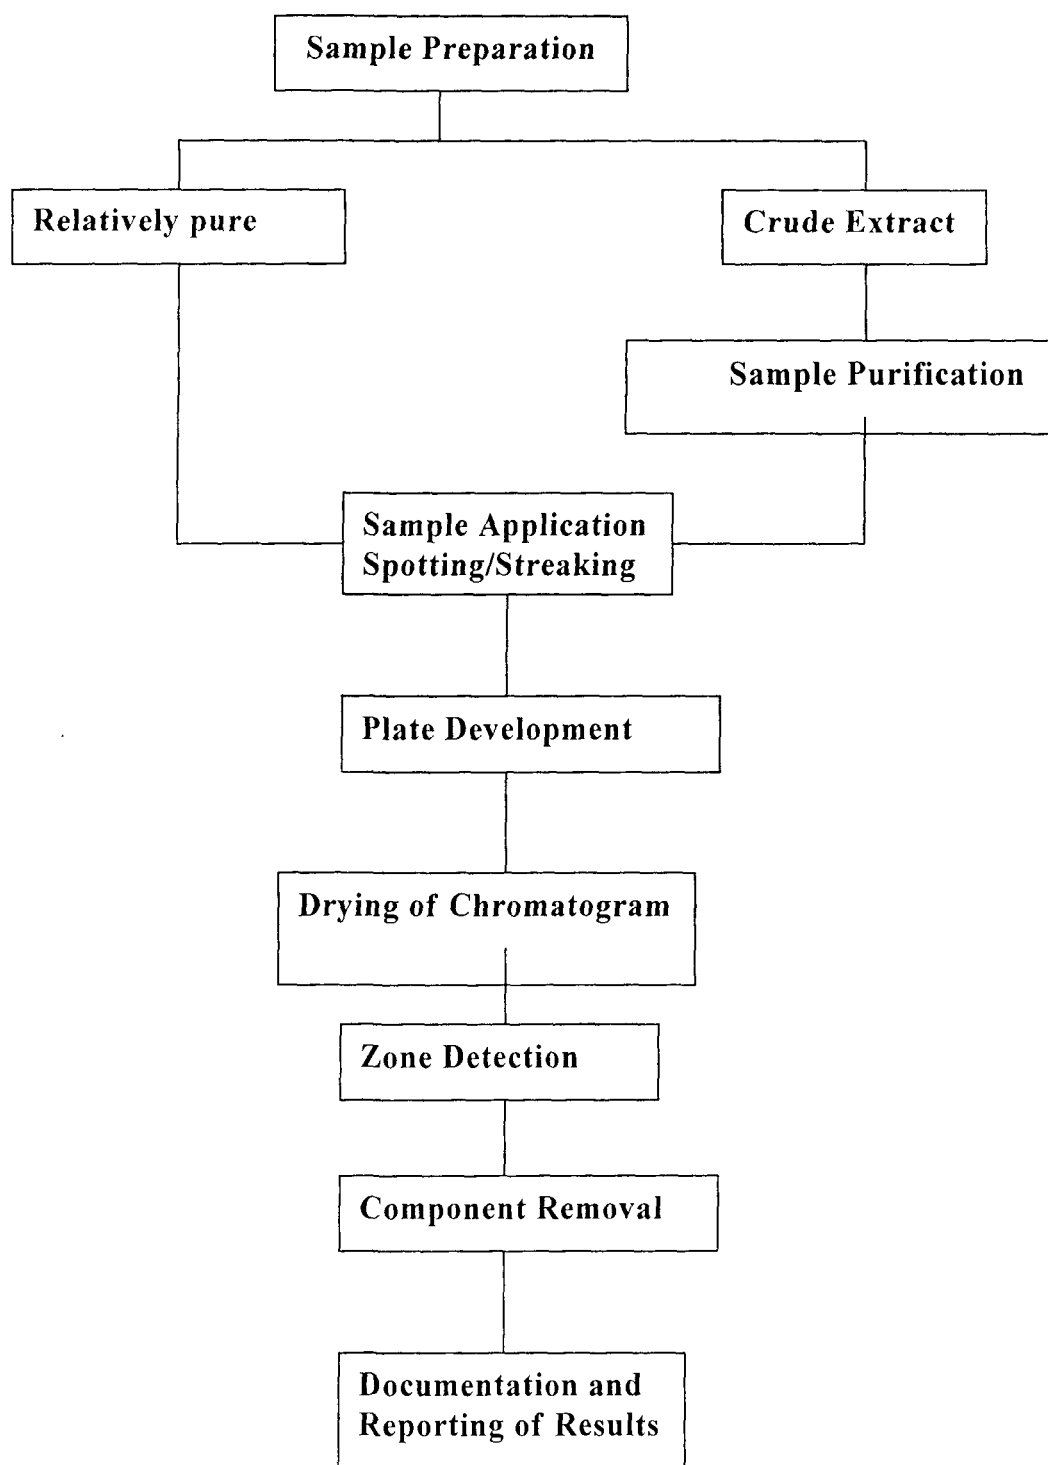 Sample Preparation
Relatively pure
Crude Extract
Sample Purification
Sample Application
Spotting/Streaking
Plate Development
Drying of Chromatogram
Zone Detection
Component Removal
Documentation and
Reporting of Results